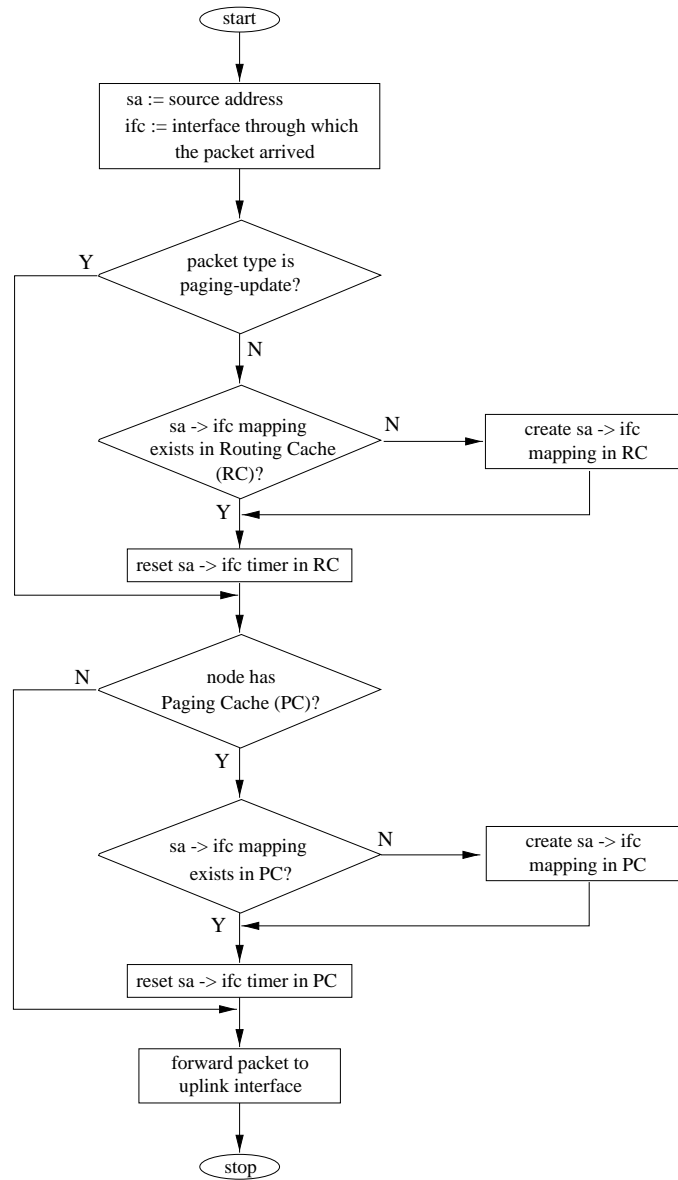 start
sa := source address
ifc := interface through which
the packet arrived
Y
packet type is
paging-update?
N
sa -> ifc mapping
exists in Routing Cache
(RC)?
N
create sa -> ifc
mapping in RC
Y
reset sa -> ifc timer in RC
N
node has
Paging Cache (PC)?
Y
sa -> ifc mapping
exists in PC?
N
create sa -> ifc
mapping in PC
Y
reset sa -> ifc timer in PC
forward packet to
uplink interface
stop